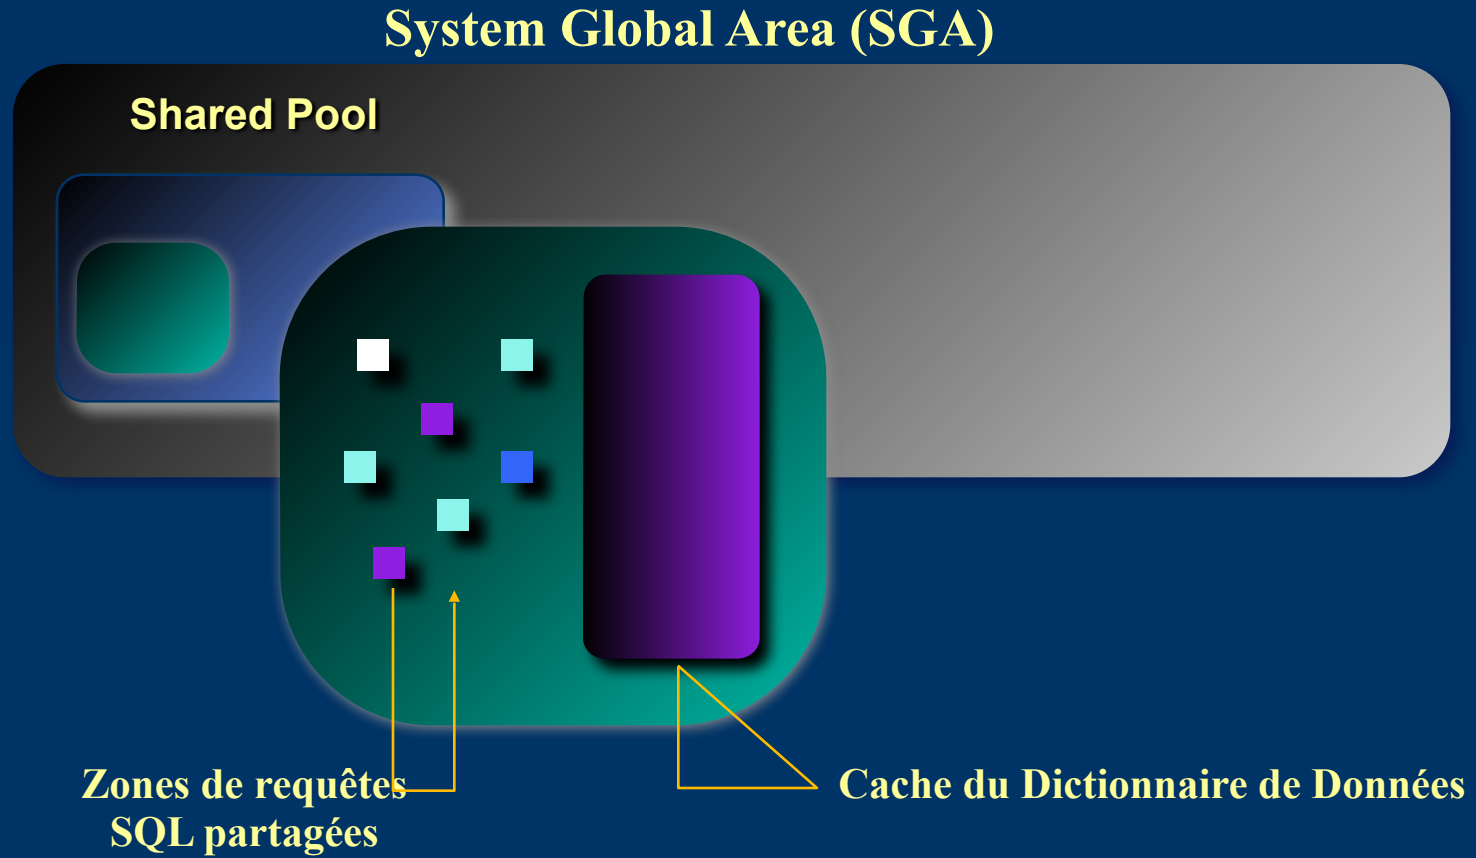 System Global Area (SGA)
Shared Pool
Zones de requêtes
SQL partagées
Cache du Dictionnaire de Données